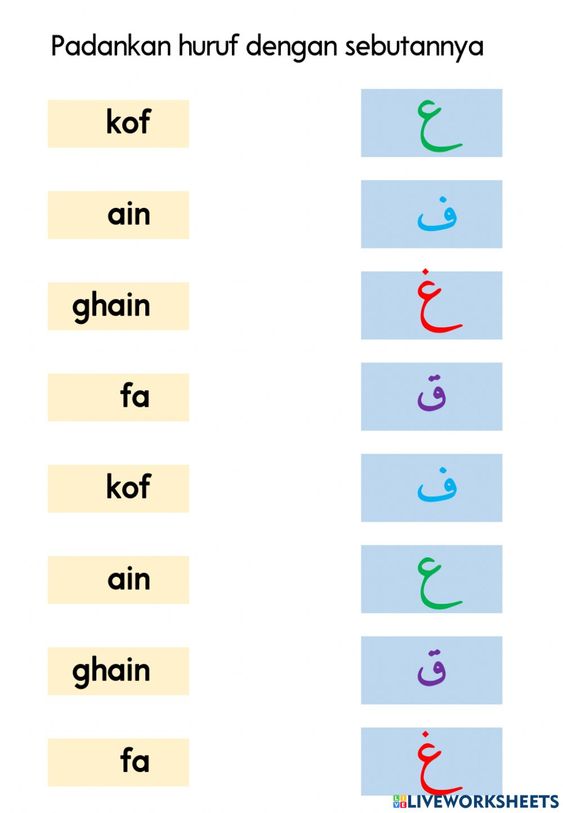 Padankan huruf dengan sebutannya
kof ع
ain ف
ghain غ
fa ق
kof ف
ain ع
ghain ق
fa غ
LIVEWORKSHEETS